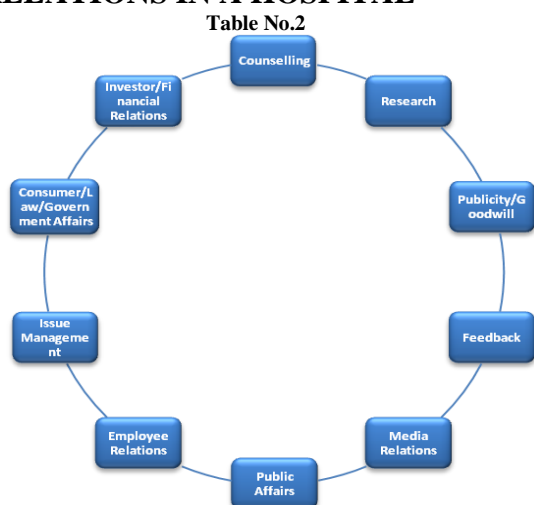 RELATIONS IN A HOSPITAL
Table No.2
Counselling
Research
Publicity/G
oodwill
Feedback
Media
Relations
Public
Affairs
Employee
Relations
Issue
Manageme
nt
Consumer/L
aw/Govern
ment Affairs
Investor/Fi
nancial
Relations